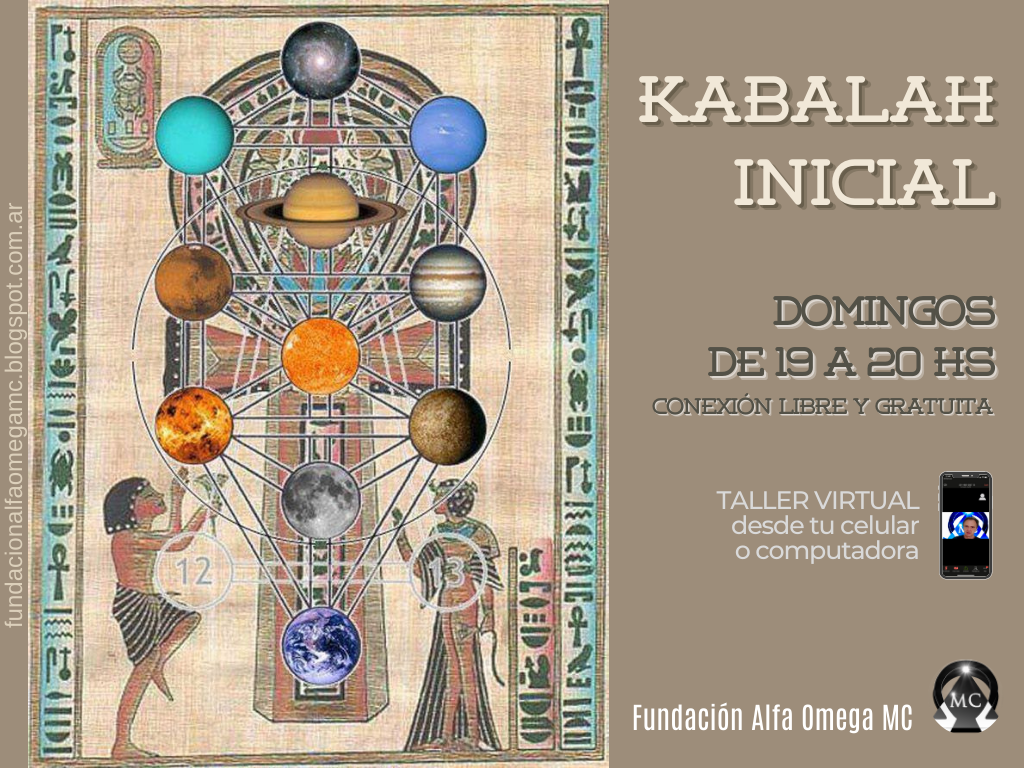 fundacionalfaomegamc.blogspot.com.ar
12
13
KABALAH
INICIAL
DOMINGOS
DE 19 A 20 HS
CONEXIÓN LIBRE Y GRATUITA
TALLER VIRTUAL
desde tu celular
o computadora
Fundación Alfa Omega MC
MC